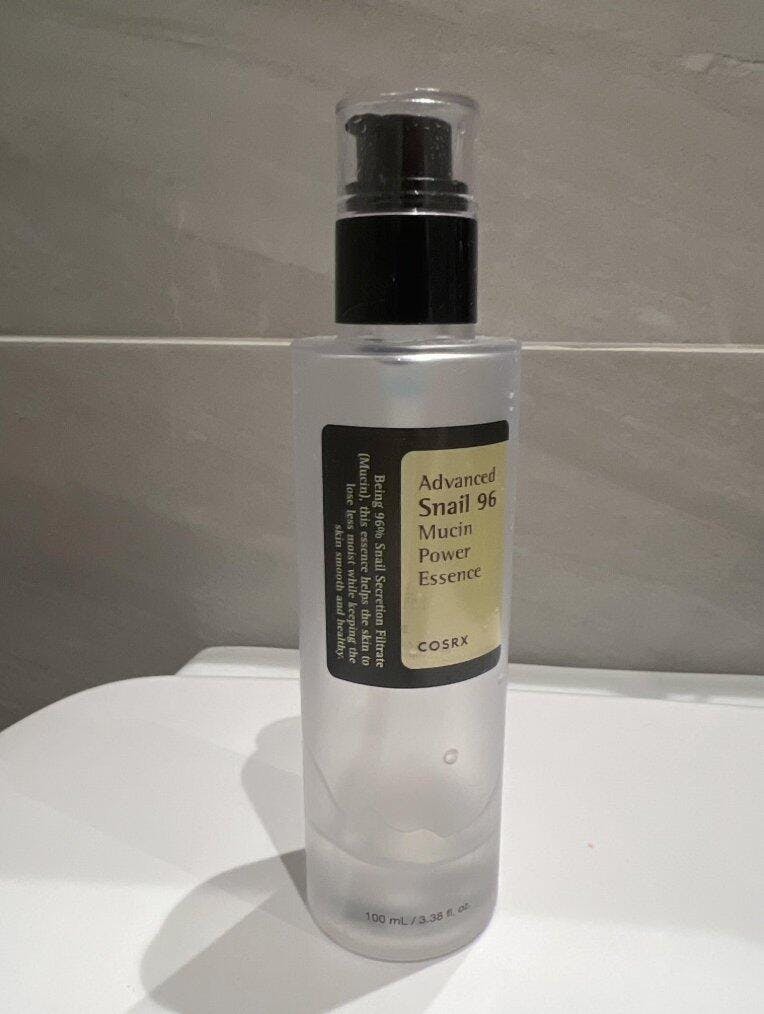 Advanced
Snail 96
Mucin
Power
Essence
COSRX
Being 96% Snail Secretion Filtrate
(Mucin), this essence helps the skin to
lose less moist while keeping the
skin smooth and healthy.
100 mL / 3.38 fl. oz.